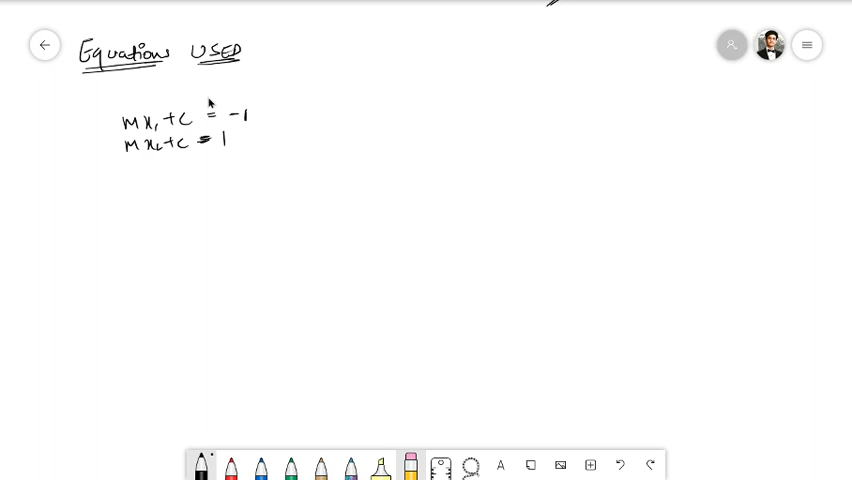 Equations USED
mx₁+c = -1
mx₂+c = 1
A